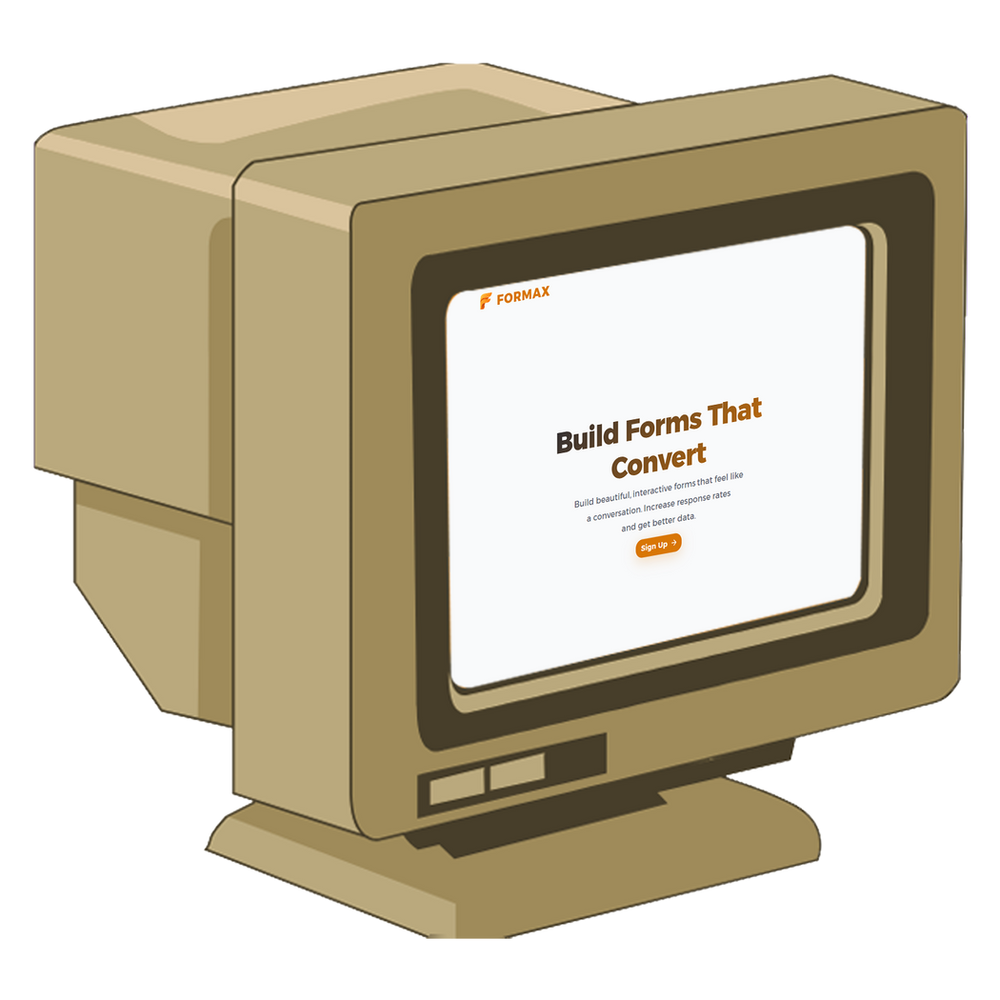 FORMAX
Build Forms That
Convert
Build beautiful, interactive forms that feel like
a conversation. Increase response rates
and get better data.
Sign Up →